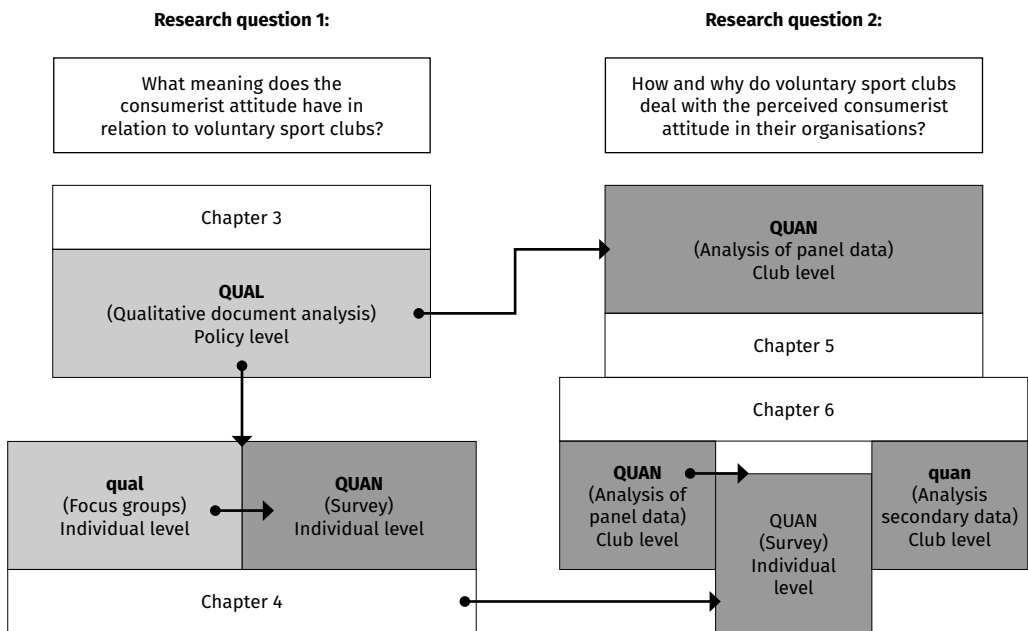 Research question 1:
What meaning does the
consumerist attitude have in
relation to voluntary sport clubs?
Chapter 3
QUAL
(Qualitative document analysis)
Policy level
qual
(Focus groups)
Individual level
QUAN
(Survey)
Individual level
Chapter 4
Research question 2:
How and why do voluntary sport clubs
deal with the perceived consumerist
attitude in their organisations?
QUAN
(Analysis of panel data)
Club level
Chapter 5
Chapter 6
QUAN
(Analysis of
panel data)
Club level
QUAN
(Survey)
Individual
level
quan
(Analysis
secondary data)
Club level